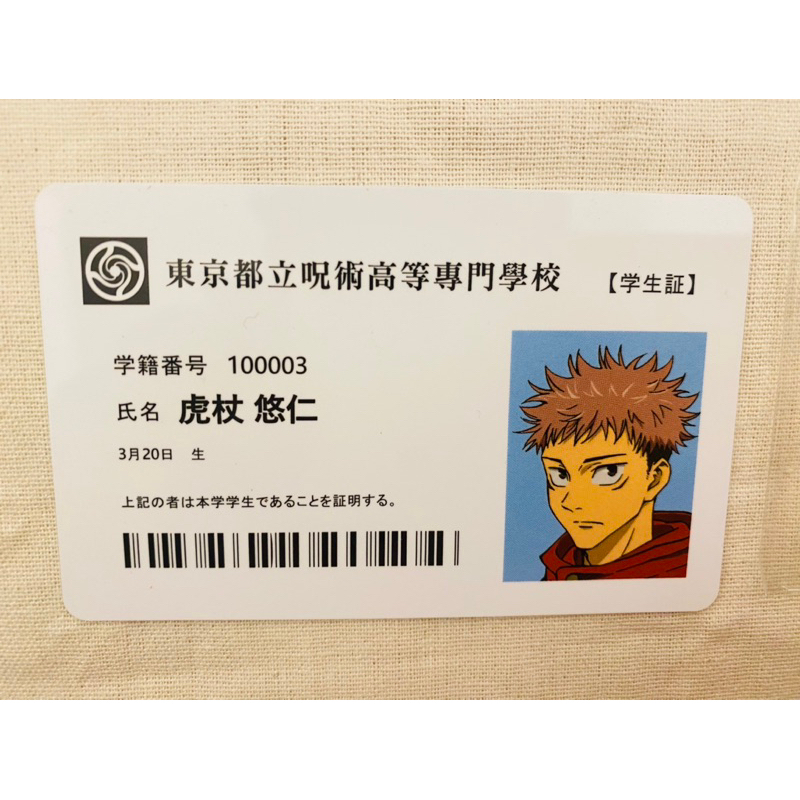 東京都立呪術高等專門學校 【学生証】
学籍番号 100003
氏名 虎杖 悠仁
3月20日 生
上記の者は本学学生であることを証明する。